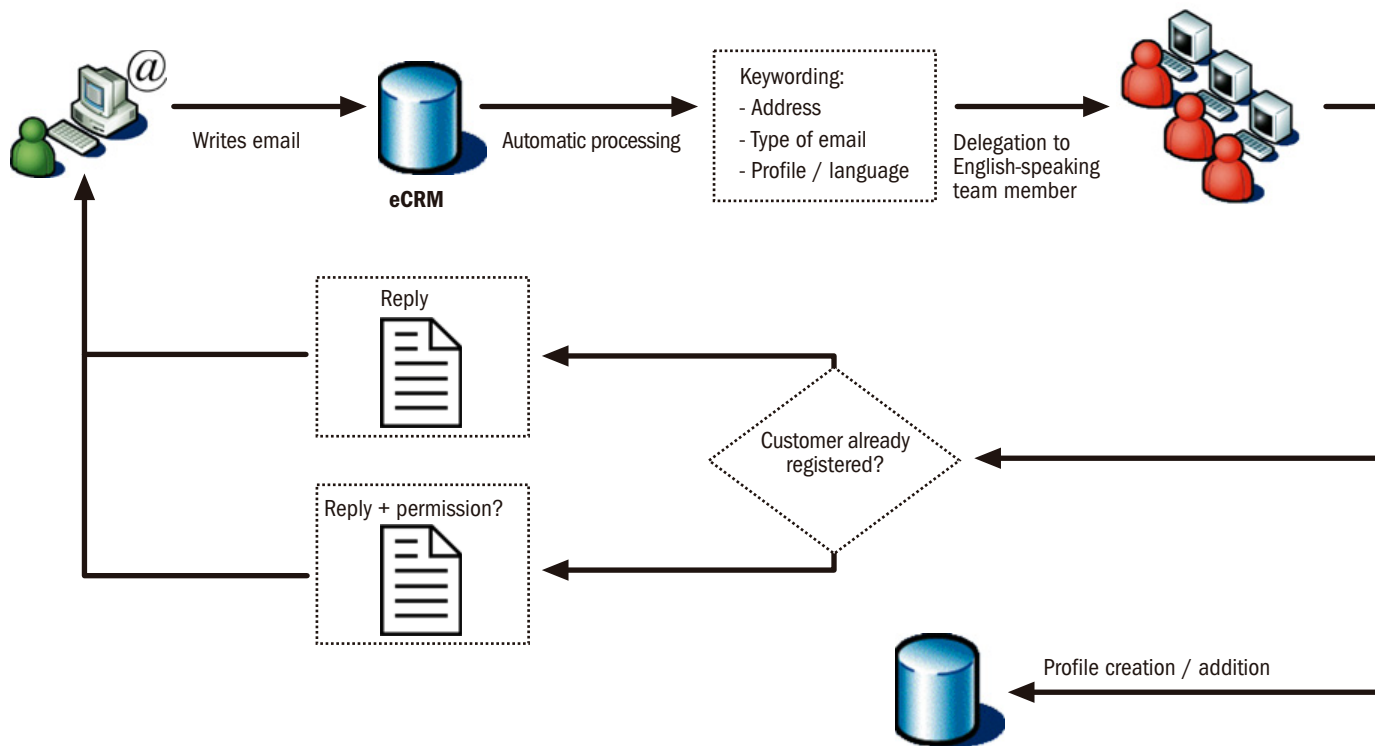 @
Writes email
eCRM
Automatic processing
Keywording:
- Address
- Type of email
- Profile / language
Delegation to
English-speaking
team member
Reply
Customer already
registered?
Reply + permission?
Profile creation / addition